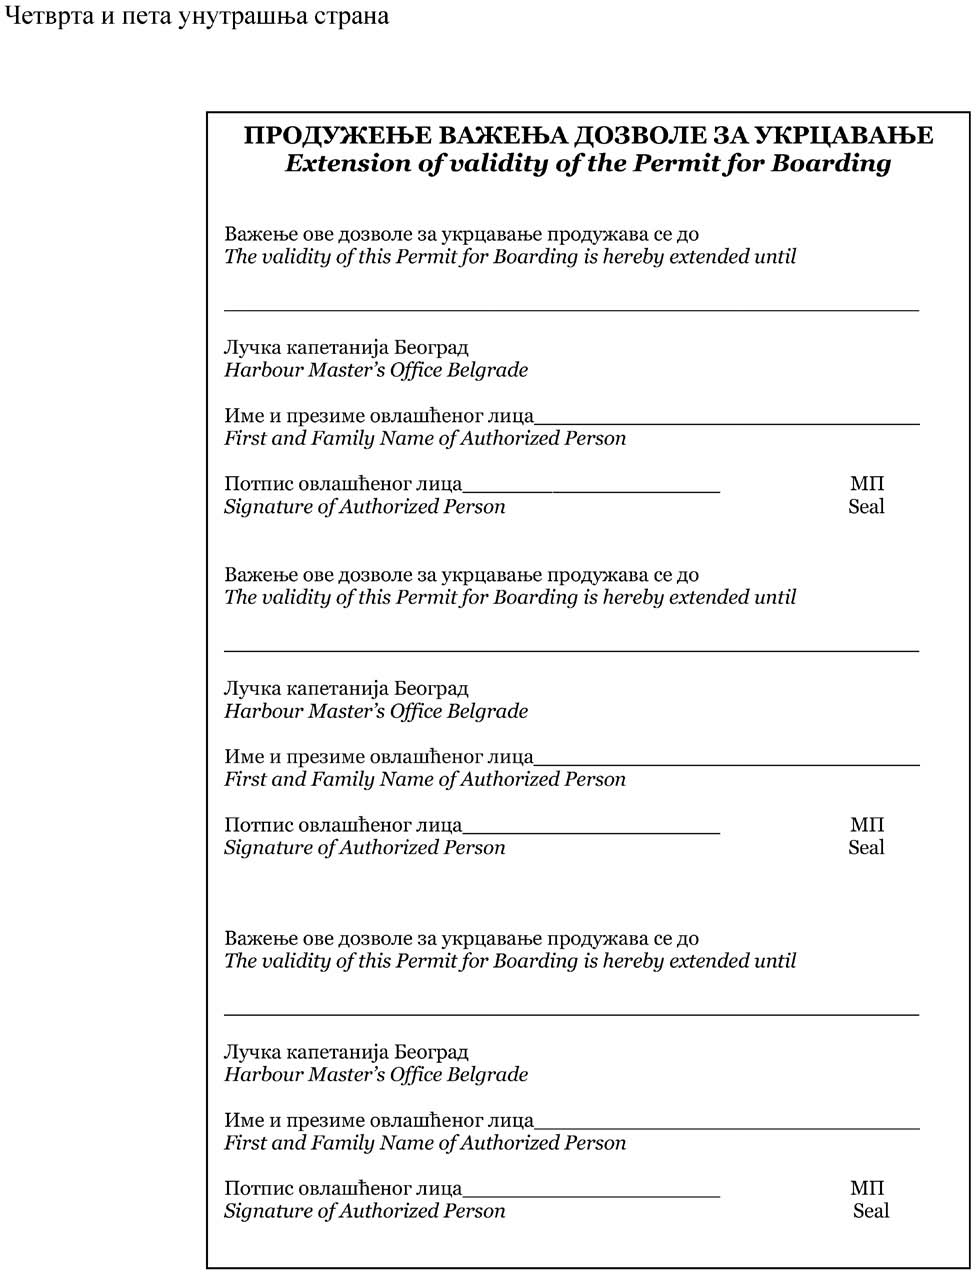 Четврта и пета унутрашња страна
ПРОДУЖЕЊЕ ВАЖЕЊА ДОЗВОЛЕ ЗА УКРЦАВАЊЕ
Extension of validity of the Permit for Boarding
Важење ове дозволе за укрцавање продужава се до
The validity of this Permit for Boarding is hereby extended until
Лучка капетанија Београд
Harbour Master's Office Belgrade
Име и презиме овлашћеног лица
First and Family Name of Authorized Person
Потпис овлашћеног лица МП
Signature of Authorized Person Seal
Важење ове дозволе за укрцавање продужава се до
The validity of this Permit for Boarding is hereby extended until
Лучка капетанија Београд
Harbour Master's Office Belgrade
Име и презиме овлашћеног лица
First and Family Name of Authorized Person
Потпис овлашћеног лица МП
Signature of Authorized Person Seal
Важење ове дозволе за укрцавање продужава се до
The validity of this Permit for Boarding is hereby extended until
Лучка капетанија Београд
Harbour Master's Office Belgrade
Име и презиме овлашћеног лица
First and Family Name of Authorized Person
Потпис овлашћеног лица МП
Signature of Authorized Person Seal